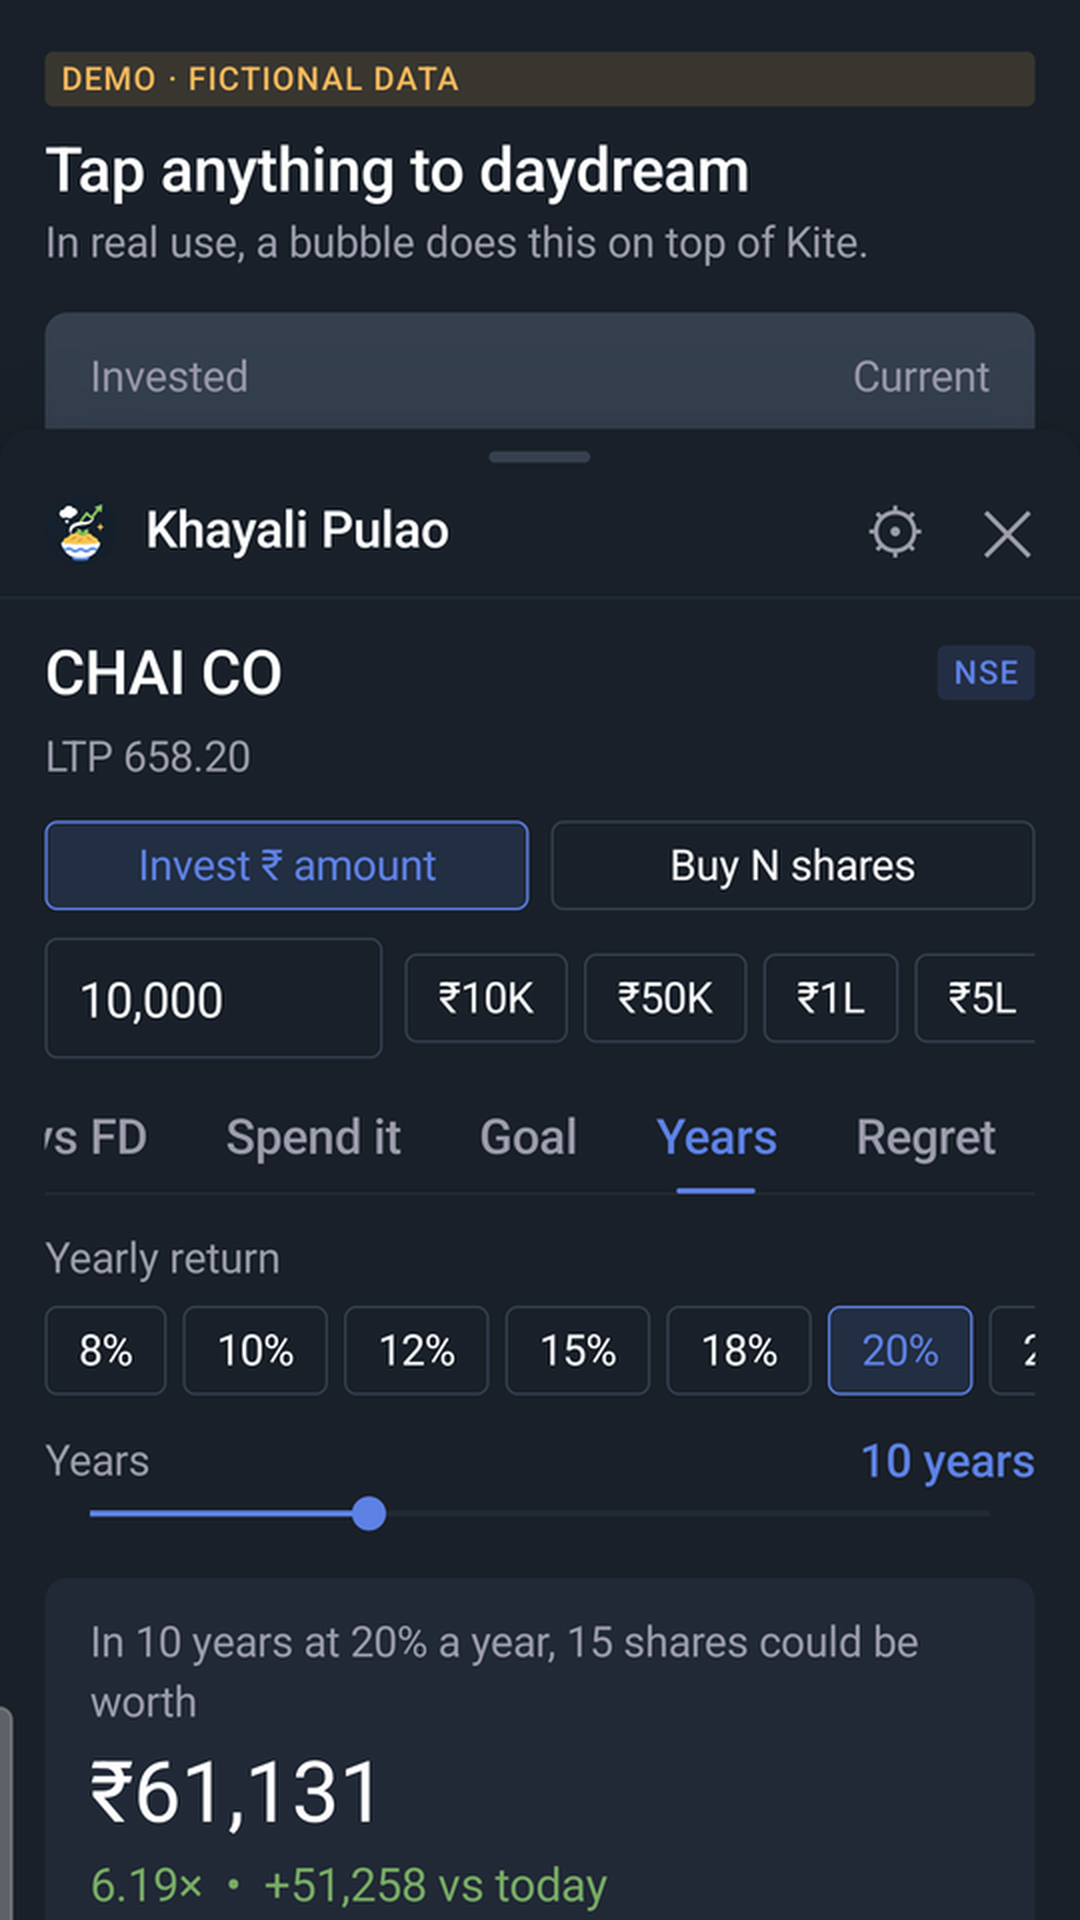 DEMO · FICTIONAL DATA
Tap anything to daydream
In real use, a bubble does this on top of Kite.
Invested Current
Khayali Pulao
CHAI CO NSE
LTP 658.20
Invest ₹ amount Buy N shares
10,000 ₹10K ₹50K ₹1L ₹5L
vs FD Spend it Goal Years Regret
Yearly return
8% 10% 12% 15% 18% 20%
Years 10 years
In 10 years at 20% a year, 15 shares could be
worth
₹61,131
6.19× • +51,258 vs today